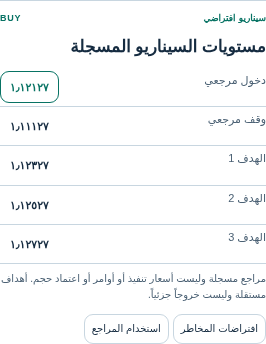 سيناريو افتراضي BUY
مستويات السيناريو المسجلة
دخول مرجعي ١٫١٢١٢٧
وقف مرجعي ١٫١١١٢٧
الهدف 1 ١٫١٢٣٢٧
الهدف 2 ١٫١٢٥٢٧
الهدف 3 ١٫١٢٧٢٧
مراجع مسجلة وليست أسعار تنفيذ أو أوامر أو اعتماد حجم. أهداف
مستقلة وليست خروجاً جزئياً.
افتراضات المخاطر استخدام المراجع